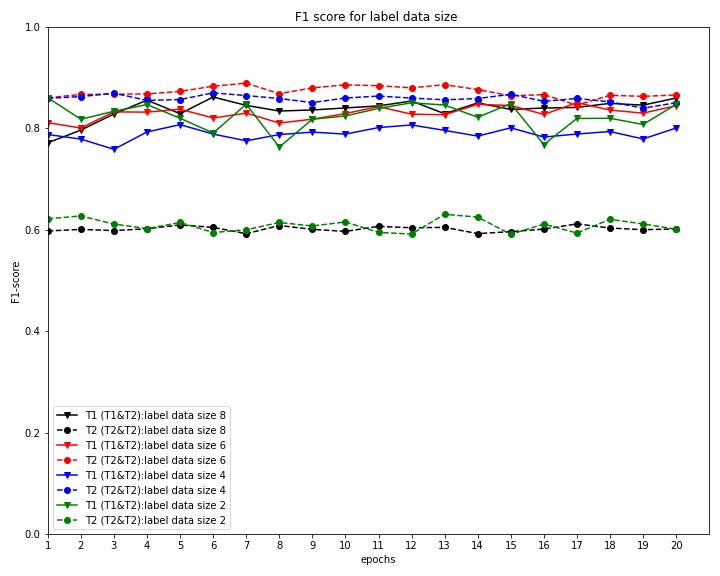 F1 score for label data size
1.0
0.8
0.6
0.4
0.2
0.0
F1-score
T1 (T1&T2):label data size 8
T2 (T2&T2):label data size 8
T1 (T1&T2):label data size 6
T2 (T2&T2):label data size 6
T1 (T1&T2):label data size 4
T2 (T2&T2):label data size 4
T1 (T1&T2):label data size 2
T2 (T2&T2):label data size 2
1 2 3 4 5 6 7 8 9 10 11 12 13 14 15 16 17 18 19 20
epochs